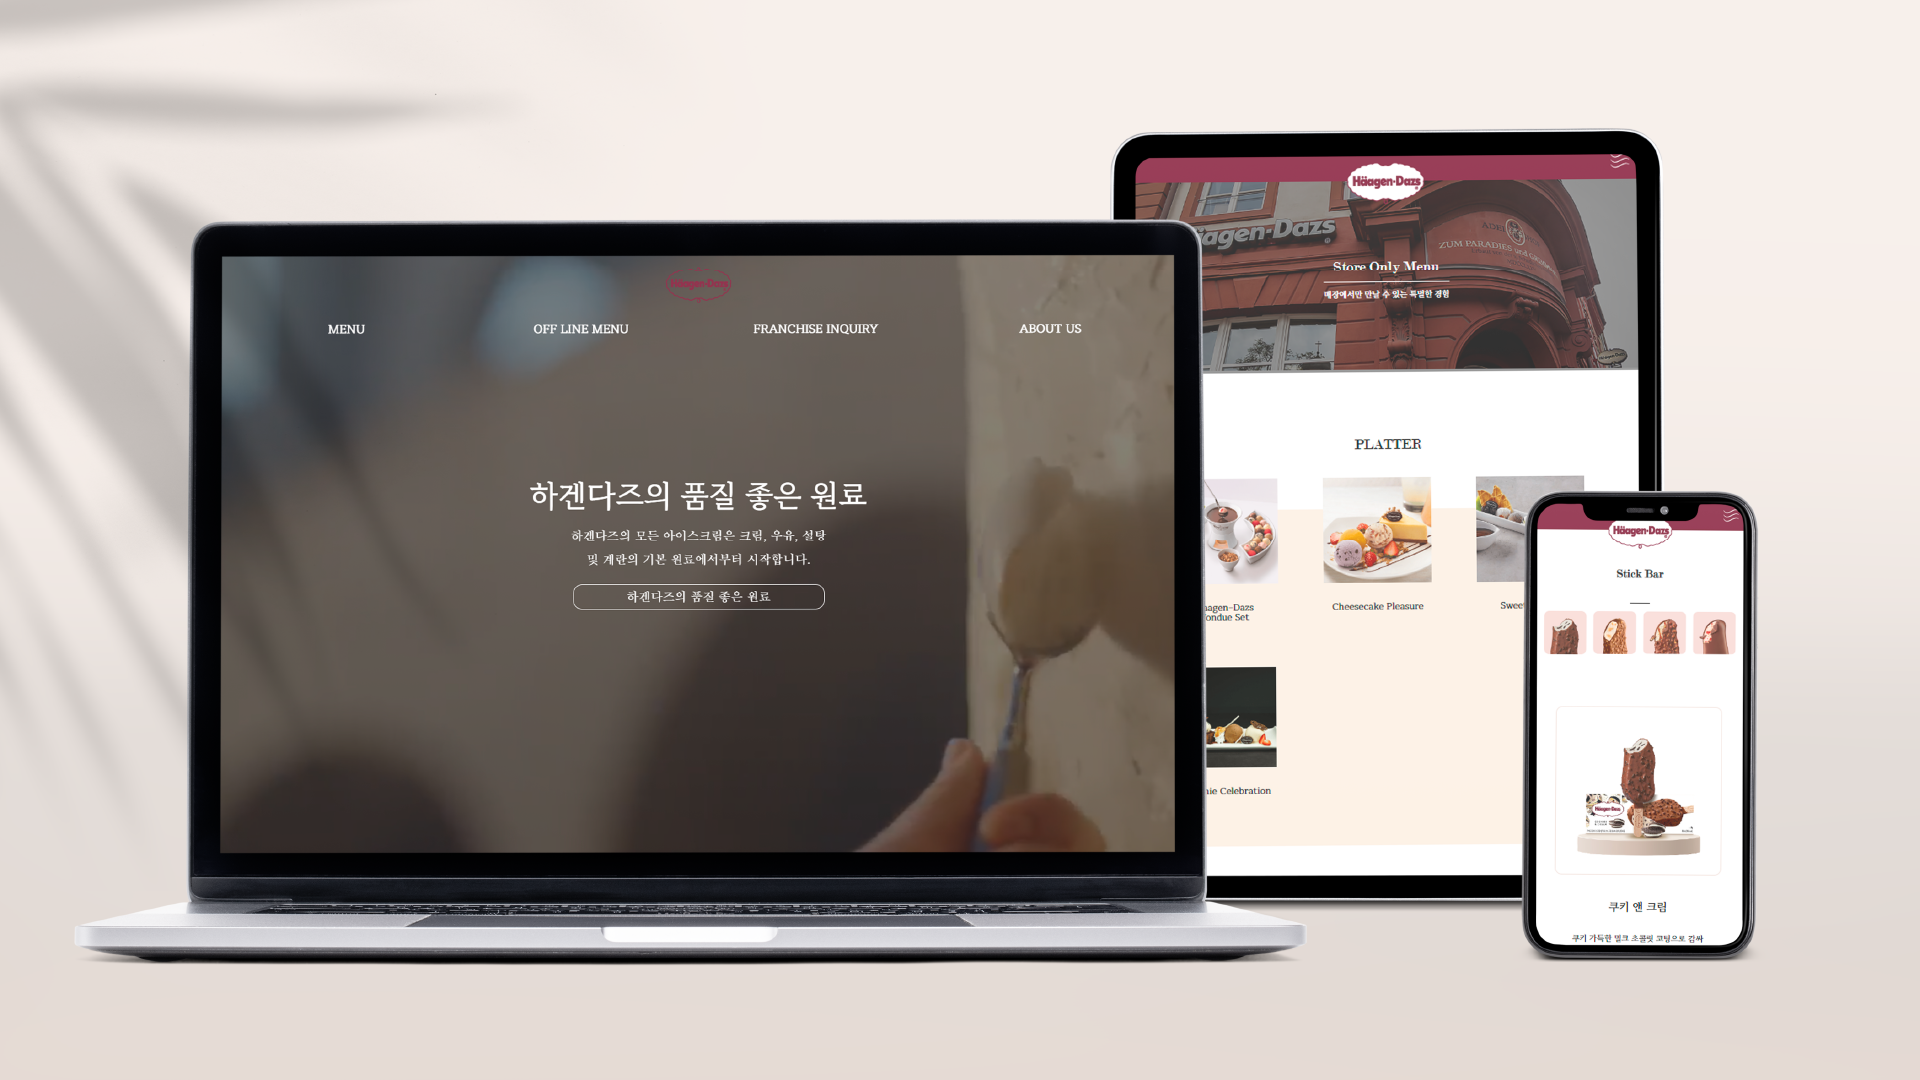 Häagen-Dazs
MENU
OFF LINE MENU
FRANCHISE INQUIRY
ABOUT US
하겐다즈의 품질 좋은 원료
하겐다즈의 모든 아이스크림은 크림, 우유, 설탕
및 계란의 기본 원료에서부터 시작합니다.
하겐다즈의 품질 좋은 원료
Häagen-Dazs
agen-Dazs
ZUM PARADIES
Store Only Menu
매장에서만 만날 수 있는 특별한 경험
PLATTER
agen-Dazs
ondue Set
Cheesecake Pleasure
Swee
ie Celebration
Häagen-Dazs
Stick Bar
Häagen-Dazs
쿠키 앤 크림
쿠키 가득한 밀크 초콜릿 코팅으로 감싸